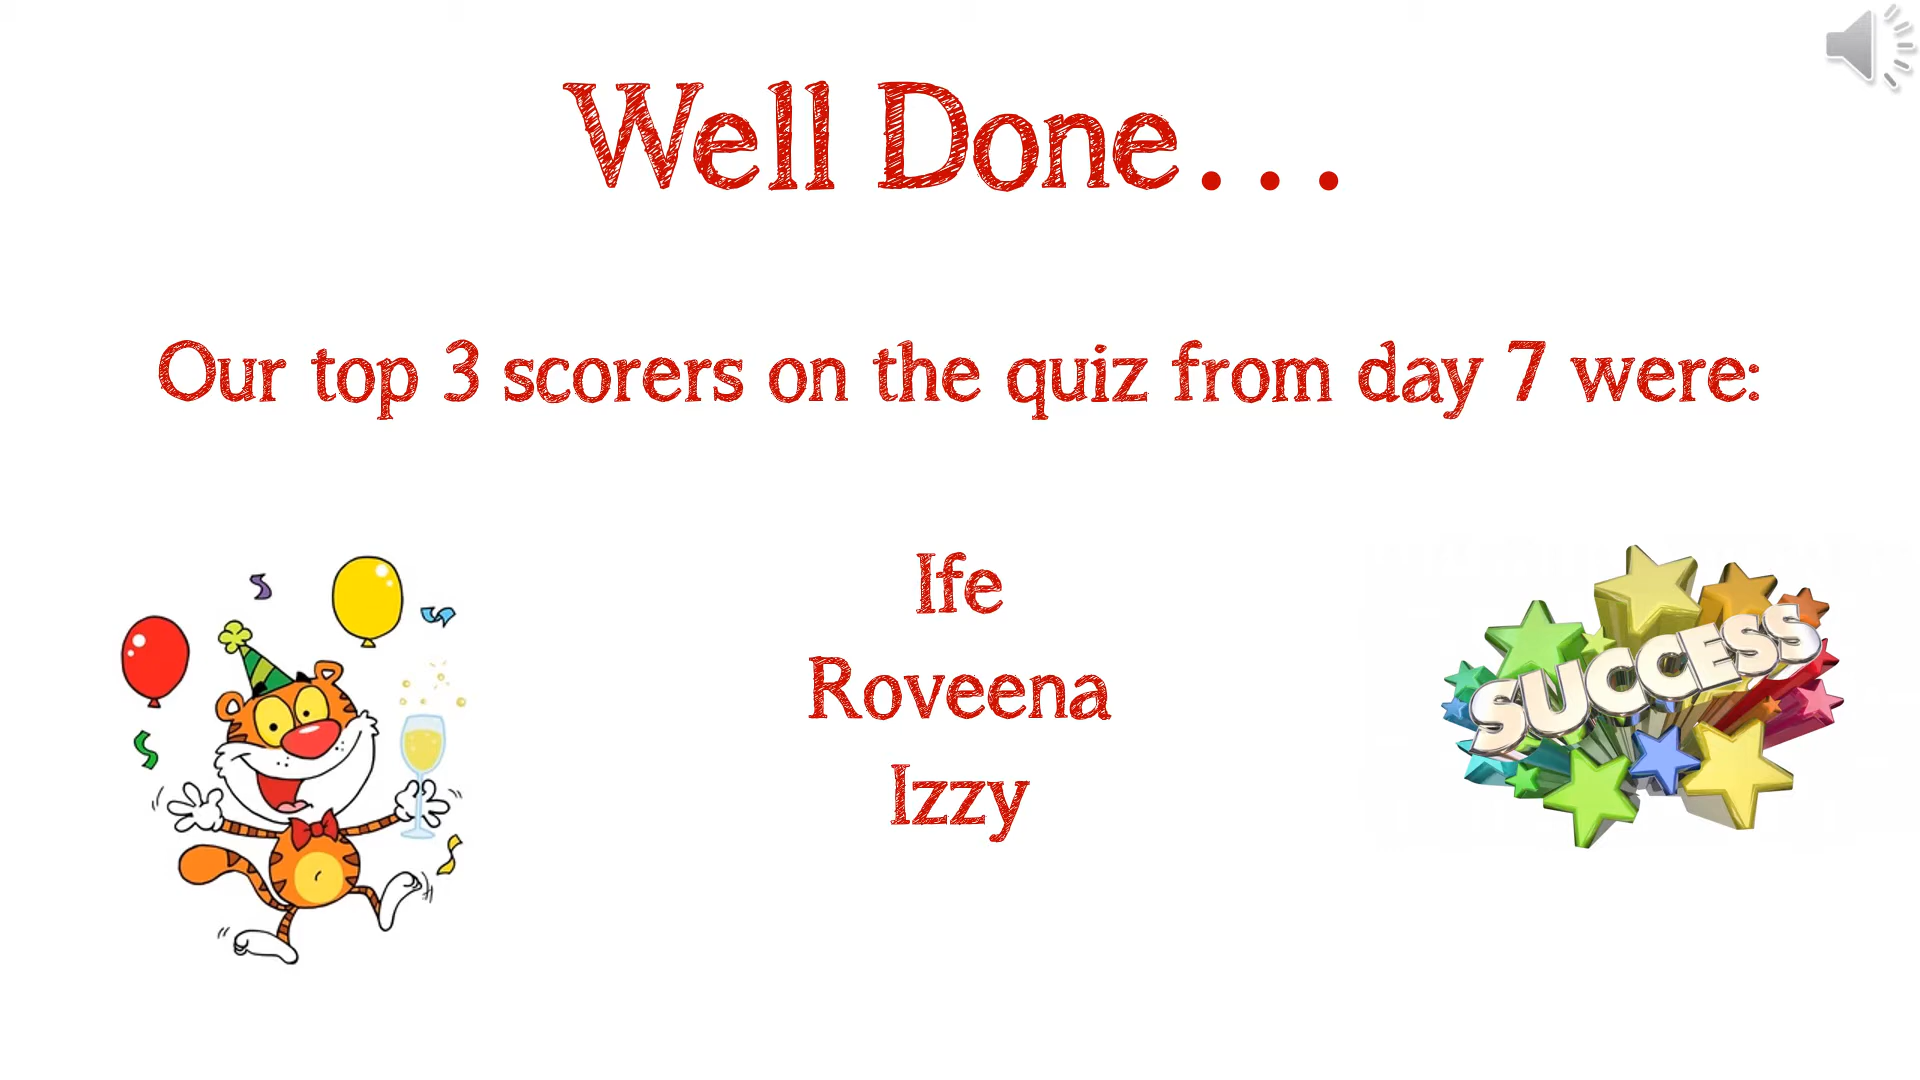 Well Done...
Our top 3 scorers on the quiz from day 7 were:
Ife
Roveena
Izzy
SUCCESS